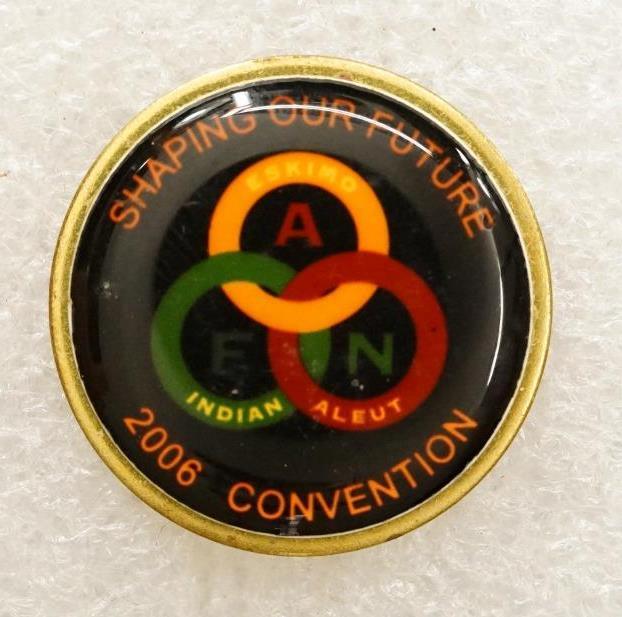 SHAPING OUR FUTURE
ESKIMO
A
F N
INDIAN ALEUT
2006 CONVENTION